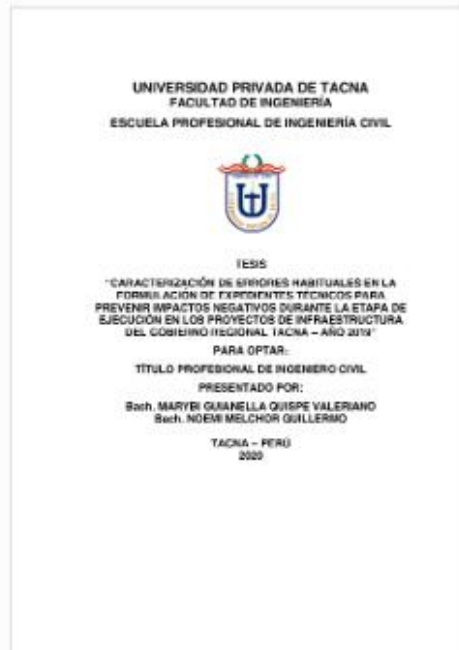 UNIVERSIDAD PRIVADA DE TACNA
FACULTAD DE INGENIERÍA
ESCUELA PROFESIONAL DE INGENIERÍA CIVIL
TESIS
"CARACTERIZACIÓN DE ERRORES HABITUALES EN LA
FORMULACIÓN DE EXPEDIENTES TÉCNICOS PARA
PREVENIR IMPACTOS NEGATIVOS DURANTE LA ETAPA DE
EJECUCIÓN EN LOS PROYECTOS DE INFRAESTRUCTURA
DEL GOBIERNO REGIONAL TACNA – AÑO 2019"
PARA OPTAR:
TÍTULO PROFESIONAL DE INGENIERO CIVIL
PRESENTADO POR:
Bach. MARYBI GUIANELLA QUISPE VALERIANO
Bach. NOEMI MELCHOR GUILLERMO
TACNA – PERÚ
2020